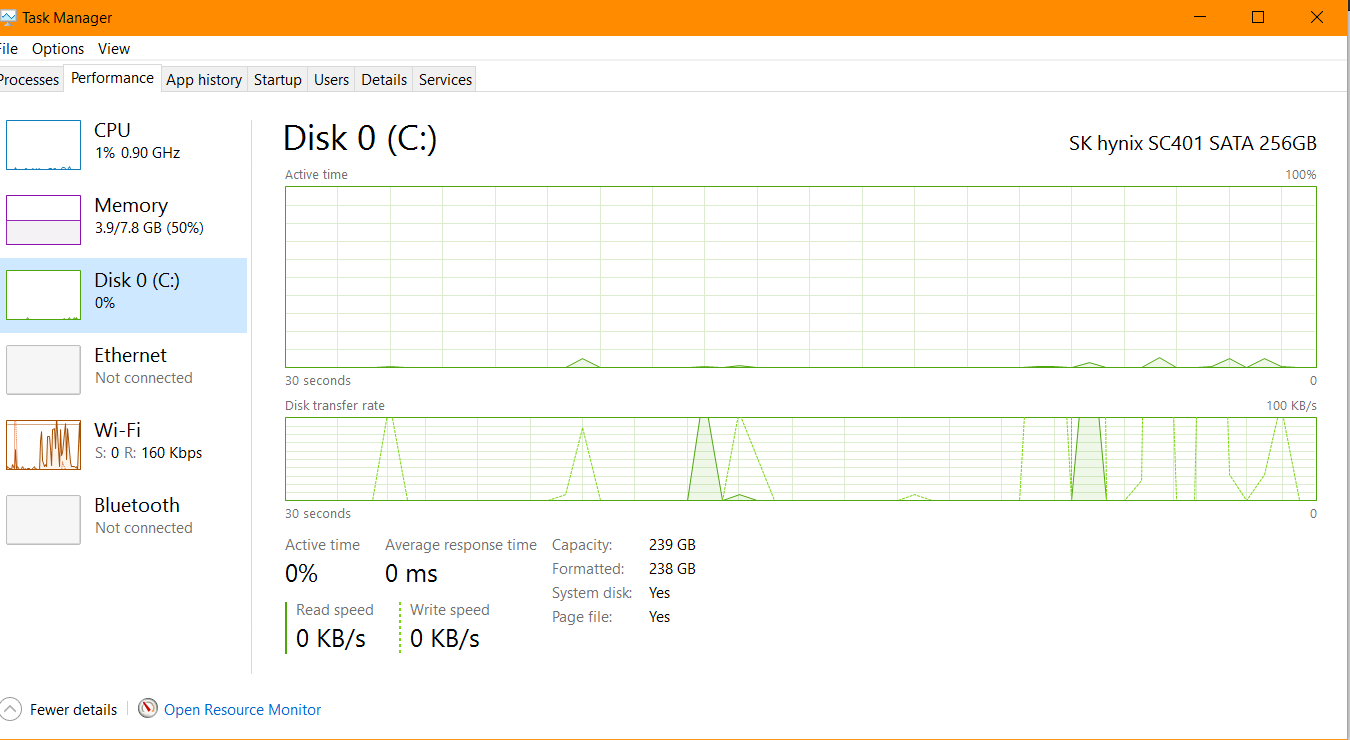 Task Manager
File Options View
Processes Performance App history Startup Users Details Services
CPU
1% 0.90 GHz
Memory
3.9/7.8 GB (50%)
Disk 0 (C:)
0%
Ethernet
Not connected
Wi-Fi
S: 0 R: 160 Kbps
Bluetooth
Not connected
Disk 0 (C:)
SK hynix SC401 SATA 256GB
Active time 100%
30 seconds 0
Disk transfer rate 100 KB/s
30 seconds 0
Active time
0%
Average response time
0 ms
Read speed
0 KB/s
Write speed
0 KB/s
Capacity: 239 GB
Formatted: 238 GB
System disk: Yes
Page file: Yes
Fewer details Open Resource Monitor